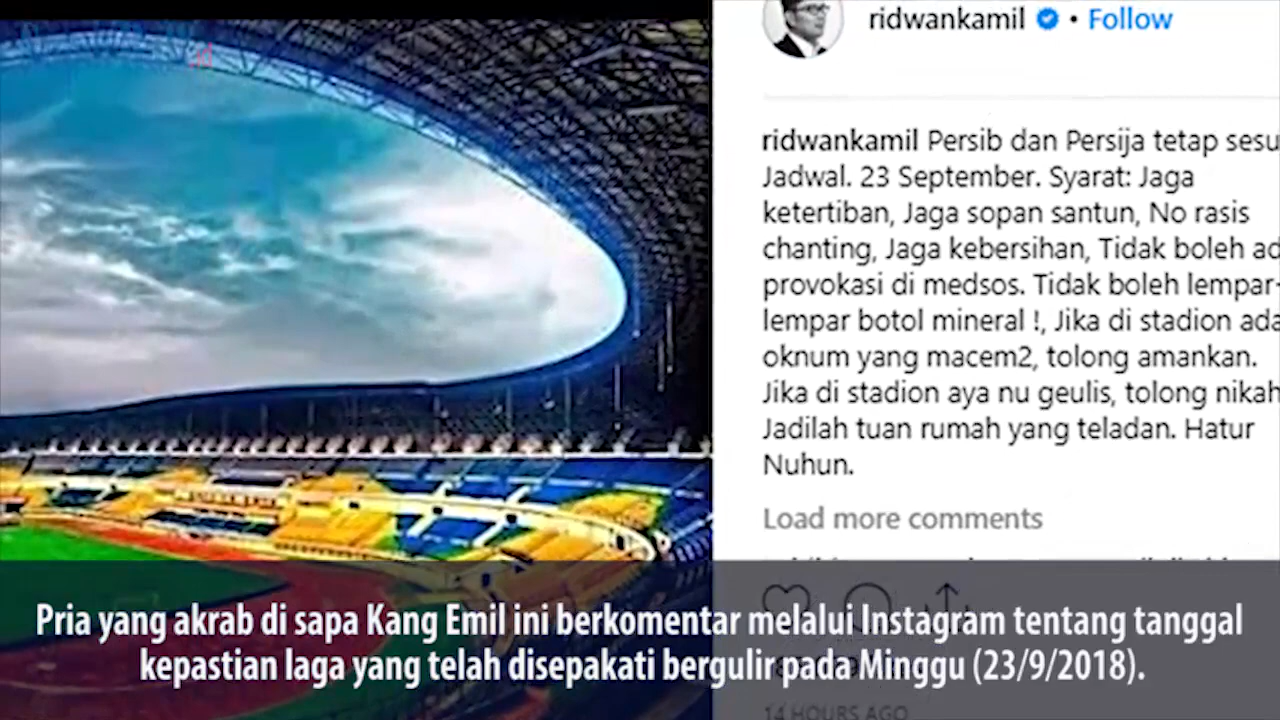 ridwankamil • Follow
ridwankamil Persib dan Persija tetap sesu
Jadwal. 23 September. Syarat: Jaga
ketertiban, Jaga sopan santun, No rasis
chanting, Jaga kebersihan, Tidak boleh ad
provokasi di medsos. Tidak boleh lempar-
lempar botol mineral !, Jika di stadion ada
oknum yang macem2, tolong amankan.
Jika di stadion aya nu geulis, tolong nikah
Jadilah tuan rumah yang teladan. Hatur
Nuhun.
Load more comments
Pria yang akrab di sapa Kang Emil ini berkomentar melalui Instagram tentang tanggal
kepastian laga yang telah disepakati bergulir pada Minggu (23/9/2018).
14 HOURS AGO